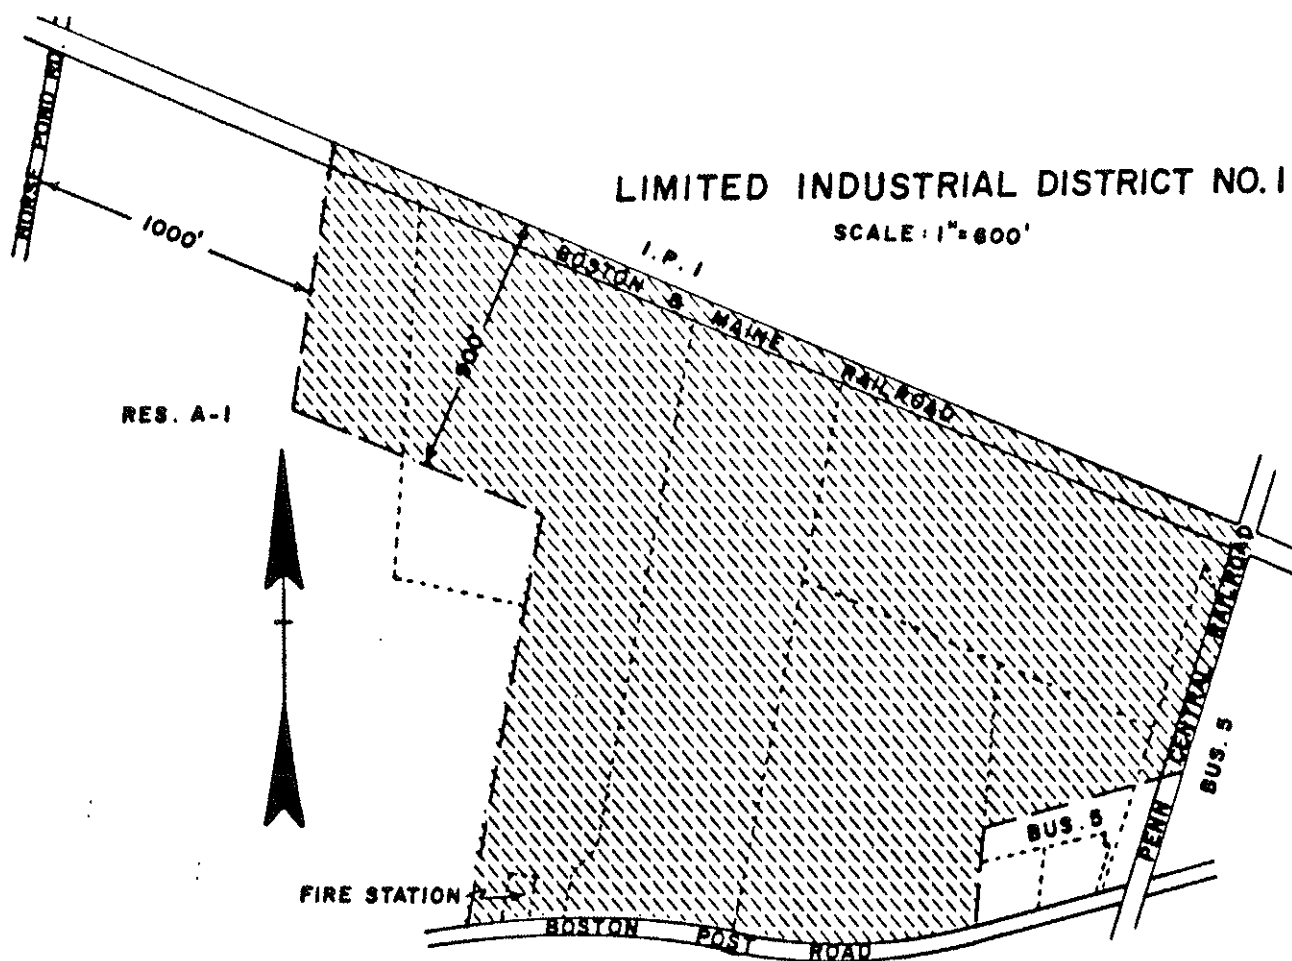 LIMITED INDUSTRIAL DISTRICT NO. 1
SCALE : 1" = 600'
MORSE POND RD
1000'
I.P. 1
BOSTON & MAINE RAILROAD
900'
RES. A-1
PENN CENTRAL RAILROAD
BUS. 5
BUS. 5
FIRE STATION
BOSTON POST ROAD